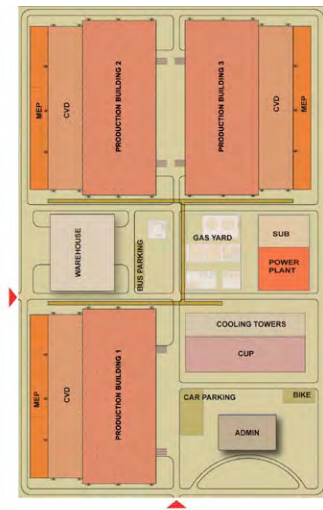 MEP
CVD
PRODUCTION BUILDING 2
PRODUCTION BUILDING 3
CVD
MEP
WAREHOUSE
BUS PARKING
GAS YARD
SUB
POWER
PLANT
MEP
CVD
PRODUCTION BUILDING 1
COOLING TOWERS
CUP
CAR PARKING
BIKE
ADMIN